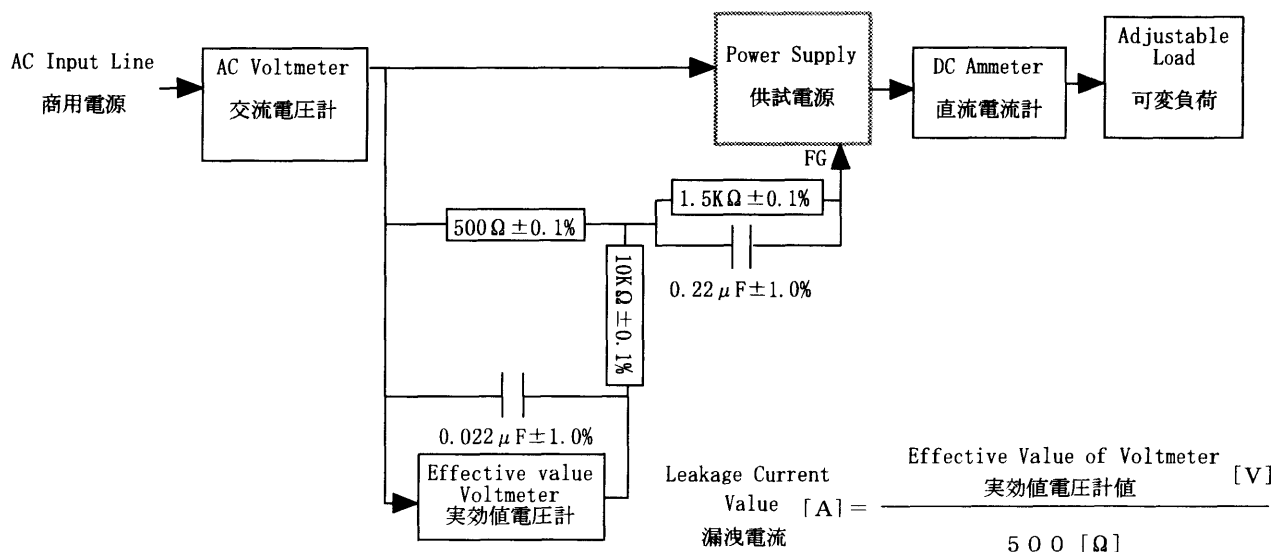 AC Input Line
商用電源
AC Voltmeter
交流電圧計
Power Supply
供試電源
DC Ammeter
直流電流計
Adjustable
Load
可変負荷
FG
500Ω±0.1%
1.5KΩ±0.1%
0.22μF±1.0%
10KΩ±0.1%
0.022μF±1.0%
Effective value
Voltmeter
実効値電圧計
Leakage Current
Value [A]=
漏洩電流
Effective Value of Voltmeter [V]
実効値電圧計値
500 [Ω]